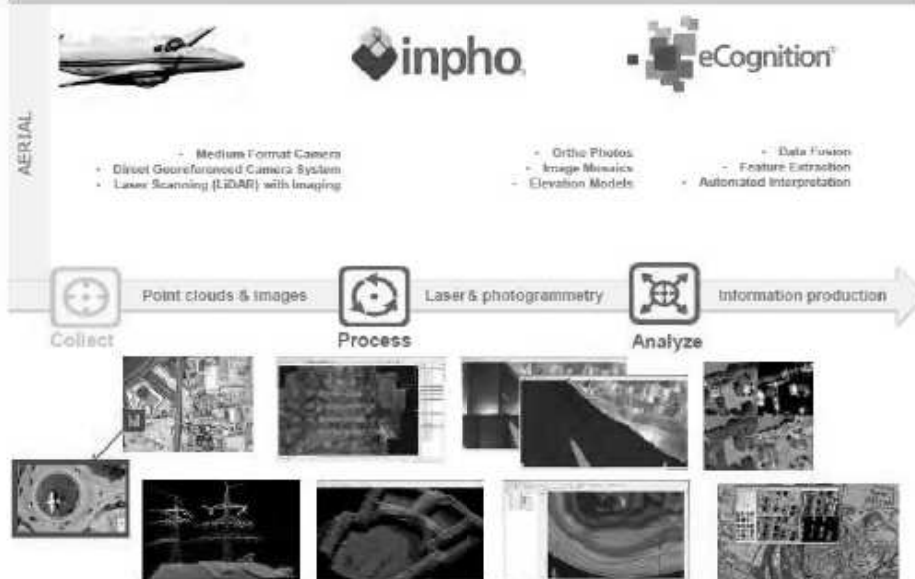 AERIAL
inpho
eCognition
- Medium Format Camera
• Direct Georeferenced Camera System
• Laser Scanning (LiDAR) with Imaging
- Ortho Photos
- Image Mosaics
- Elevation Models
• Data Fusion
- Feature Extraction
• Automated Interpretation
Point clouds & images
Laser & photogrammetry
Information production
Collect
Process
Analyze